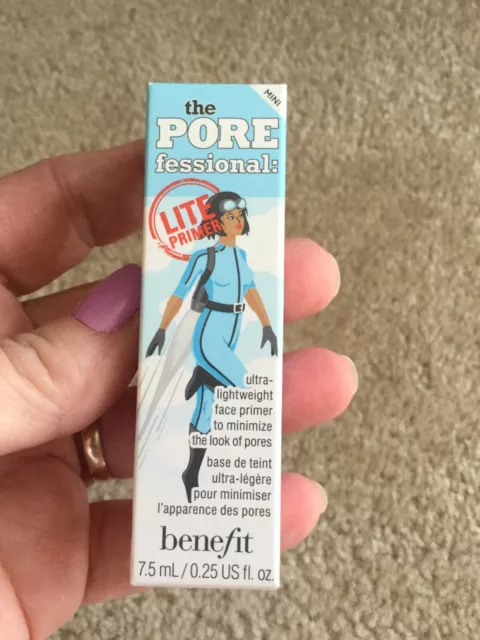 MINI
the
PORE
fessional:
LITE
PRIMER
ultra-
lightweight
face primer
to minimize
the look of pores
base de teint
ultra-légère
pour minimiser
l'apparence des pores
benefit
7.5 mL / 0.25 US fl. oz.